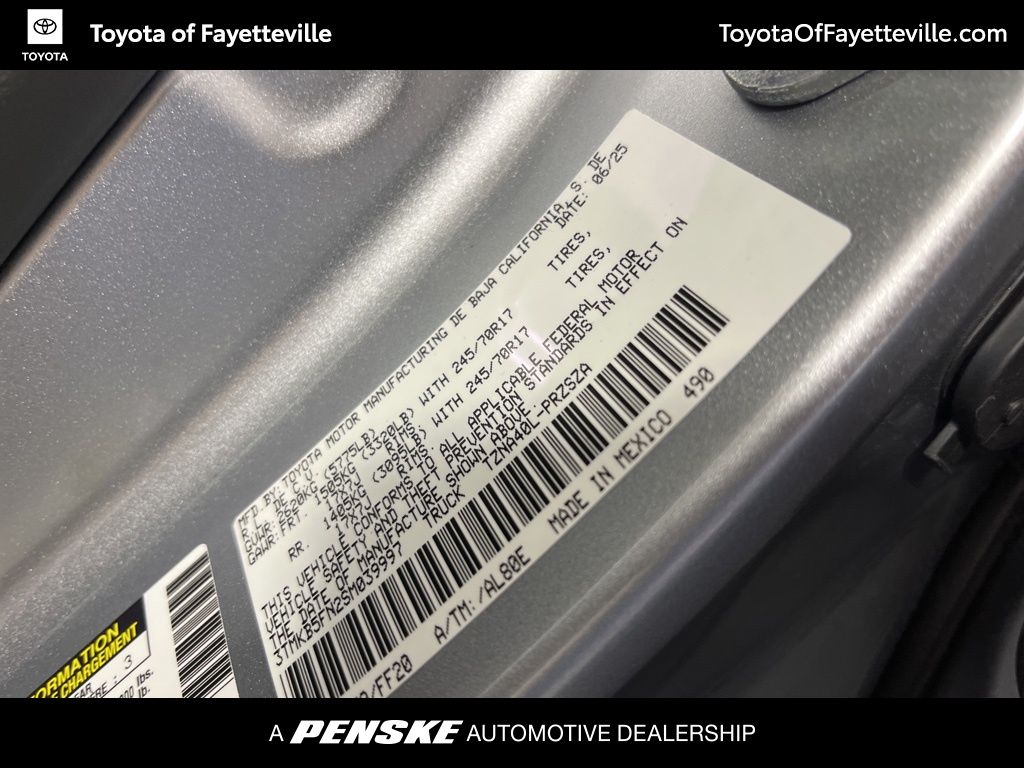 TOYOTA
Toyota of Fayetteville
ToyotaOfFayetteville.com
MFD.BY:TOYOTA MOTOR MANUFACTURING DE BAJA CALIFORNIA, S. DE
R.L. DE C.V. DATE: 06/25
GVWR:2620KG (5775LB)
GAWR:FRT. 1505KG (3320LB) WITH 245/70R17 TIRES,
RIMS,
RR. 1405KG (3095LB) WITH 245/70R17 TIRES,
RIMS,
THIS VEHICLE CONFORMS TO ALL APPLICABLE FEDERAL MOTOR
VEHICLE SAFETY AND THEFT PREVENTION STANDARDS IN EFFECT ON
THE DATE OF MANUFACTURE SHOWN ABOVE.
3TMKB5FN2SM039997 TRUCK TZNA40L-PRZSZA
/FF20 A/TM: /AL80E MADE IN MEXICO 490
3
lbs.
lb.
A PENSKE AUTOMOTIVE DEALERSHIP